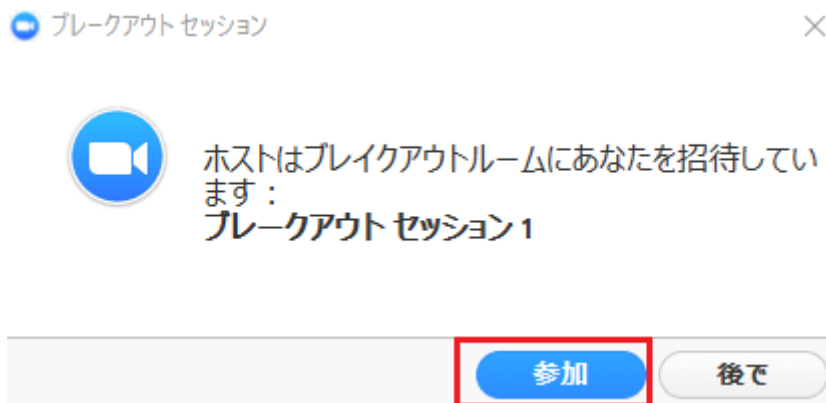 ブレークアウト セッション
ホストはブレイクアウトルームにあなたを招待してい
ます：
ブレークアウト セッション 1
参加
後で